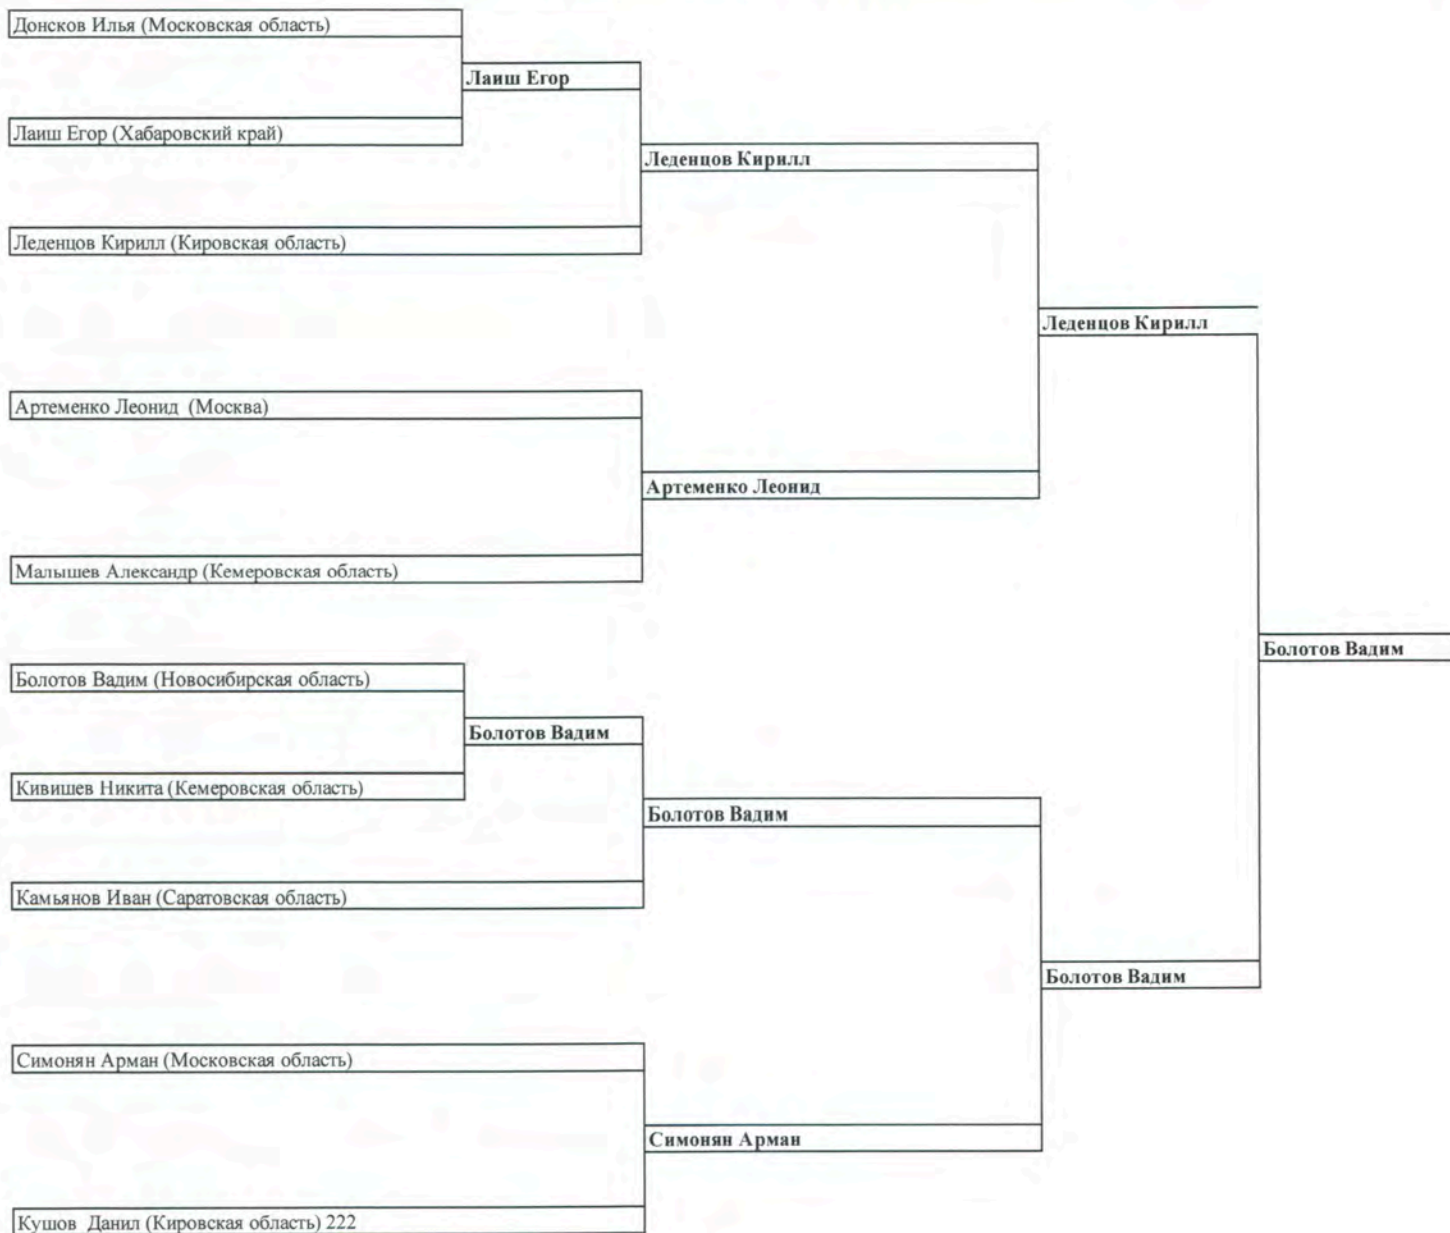 Донсков Илья (Московская область)
Лаиш Егор
Лаиш Егор (Хабаровский край)
Леденцов Кирилл
Леденцов Кирилл (Кировская область)
Леденцов Кирилл
Артеменко Леонид (Москва)
Артеменко Леонид
Малышев Александр (Кемеровская область)
Болотов Вадим
Болотов Вадим (Новосибирская область)
Болотов Вадим
Кивишев Никита (Кемеровская область)
Болотов Вадим
Камьянов Иван (Саратовская область)
Болотов Вадим
Симонян Арман (Московская область)
Симонян Арман
Кушов Данил (Кировская область) 222